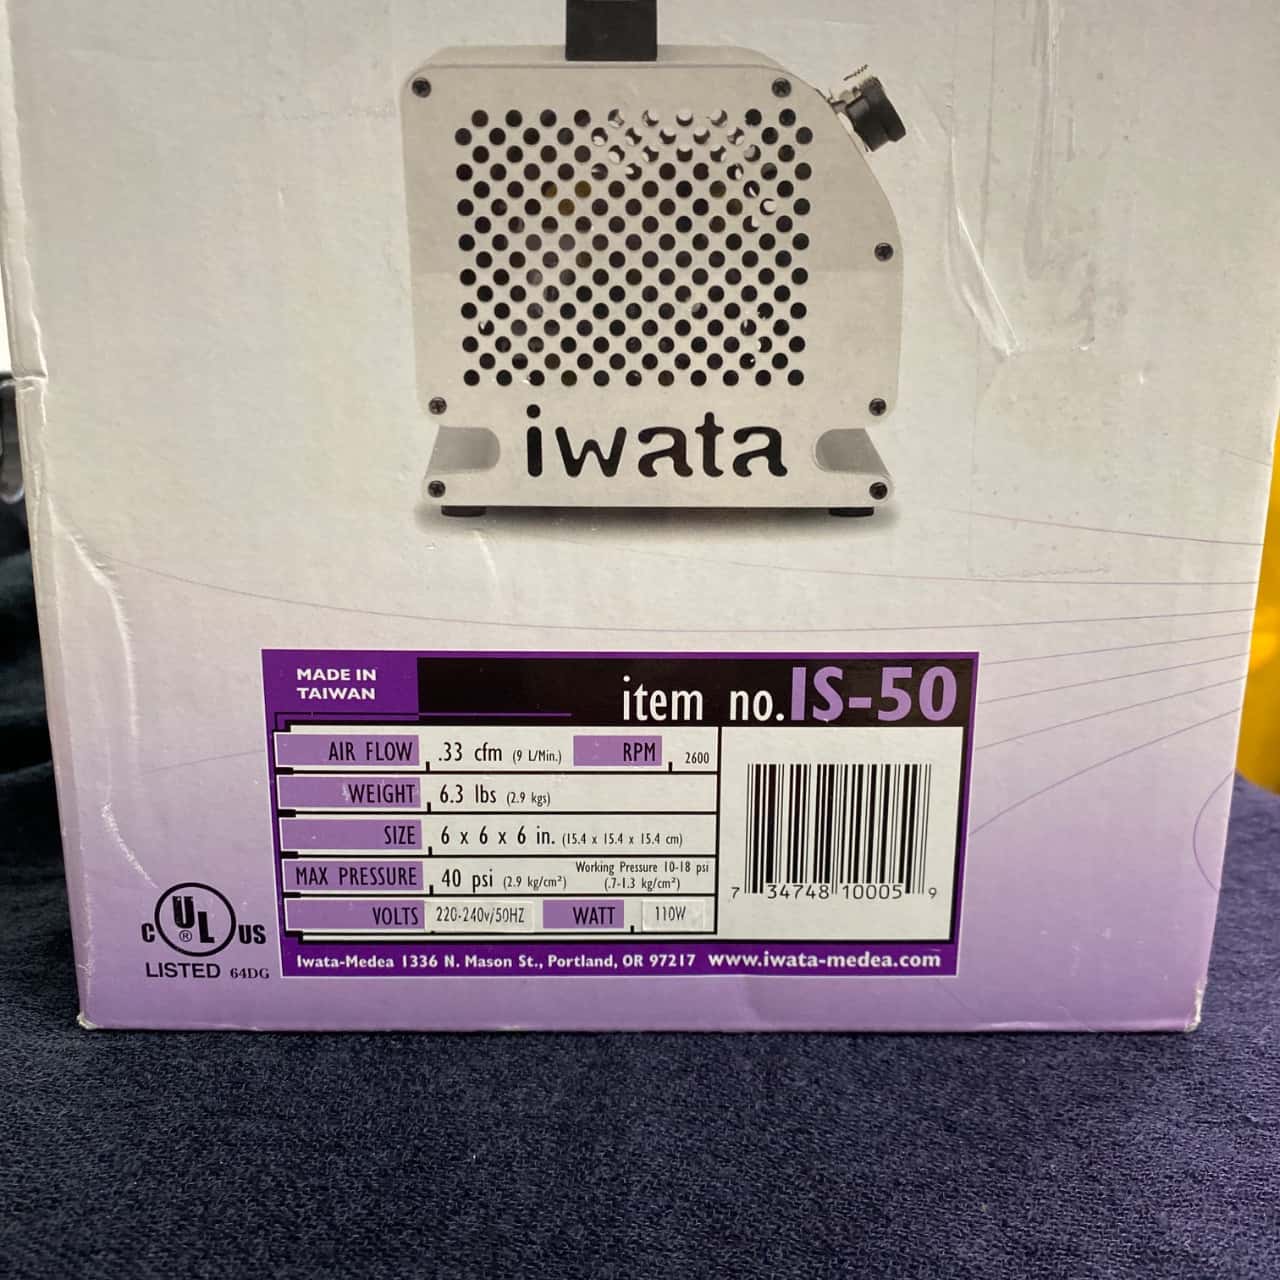 iwata
MADE IN
TAIWAN
item no. IS-50
AIR FLOW .33 cfm (9 L/Min.) RPM 2600
WEIGHT 6.3 lbs (2.9 kgs)
SIZE 6 x 6 x 6 in. (15.4 x 15.4 x 15.4 cm)
MAX PRESSURE 40 psi (2.9 kg/cm²) Working Pressure 10-18 psi
(.7-1.3 kg/cm²)
VOLTS 220-240v/50HZ WATT 110W
7 34748 10005 9
Iwata-Medea 1336 N. Mason St., Portland, OR 97217 www.iwata-medea.com
C UL ® US
LISTED 64DG